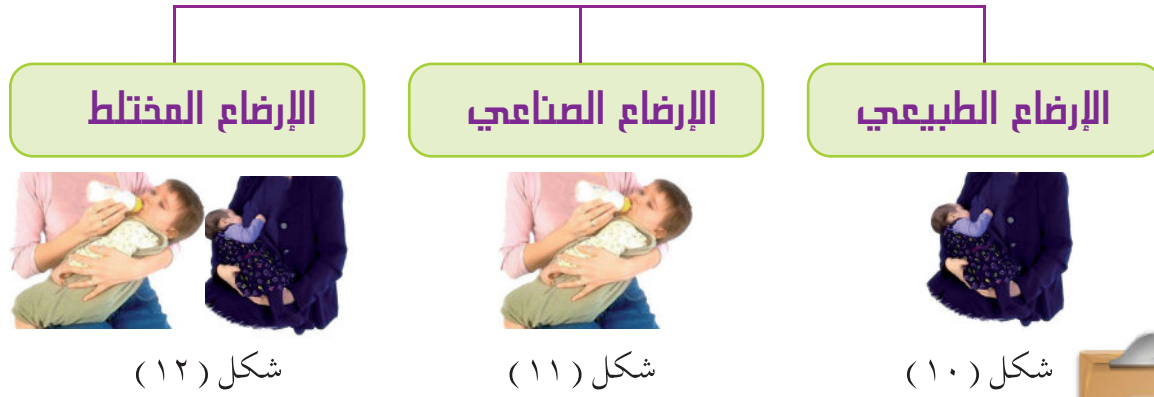 الإرضاع الطبيعي
الإرضاع الصناعي
الإرضاع المختلط
شكل (١٠)
شكل (١١)
شكل (١٢)